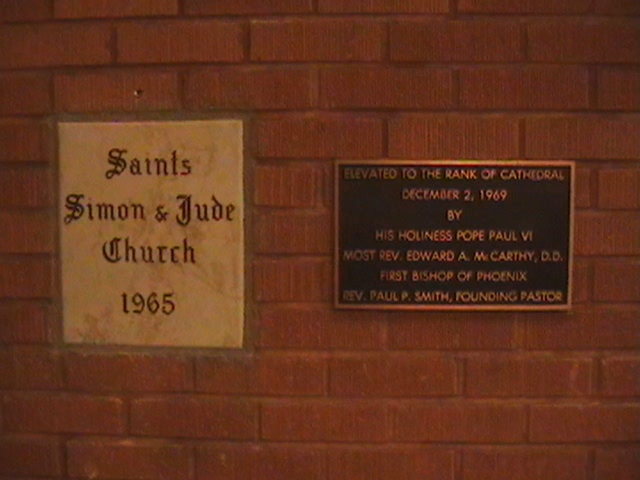 Saints
Simon & Jude
Church
1965
ELEVATED TO THE RANK OF CATHEDRAL
DECEMBER 2, 1969
BY
HIS HOLINESS POPE PAUL VI
MOST REV. EDWARD A. McCARTHY, D.D.
FIRST BISHOP OF PHOENIX
REV. PAUL P. SMITH, FOUNDING PASTOR